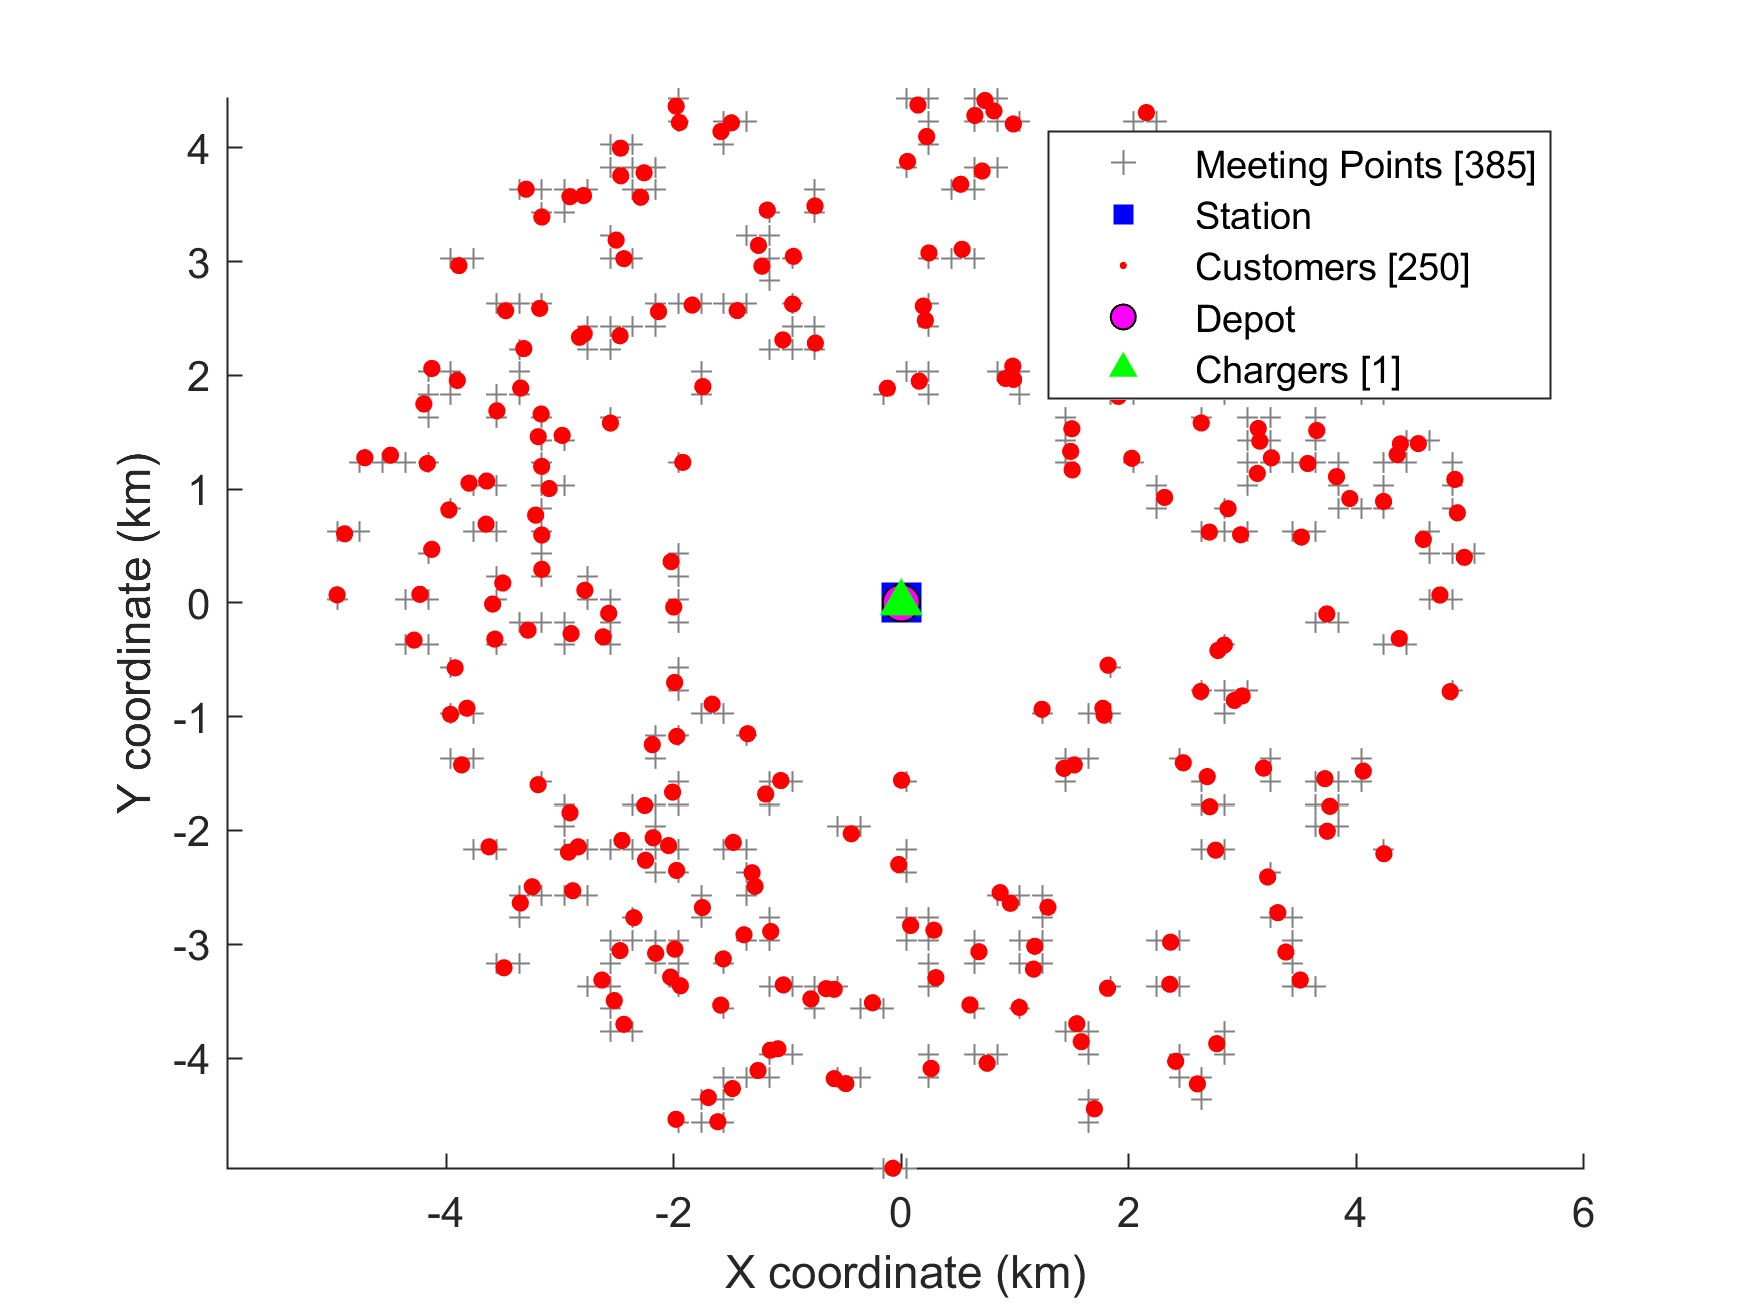 4
3
2
1
0
-1
-2
-3
-4
Y coordinate (km)
Meeting Points [385]
Station
Customers [250]
Depot
Chargers [1]
-4 -2 0 2 4 6
X coordinate (km)